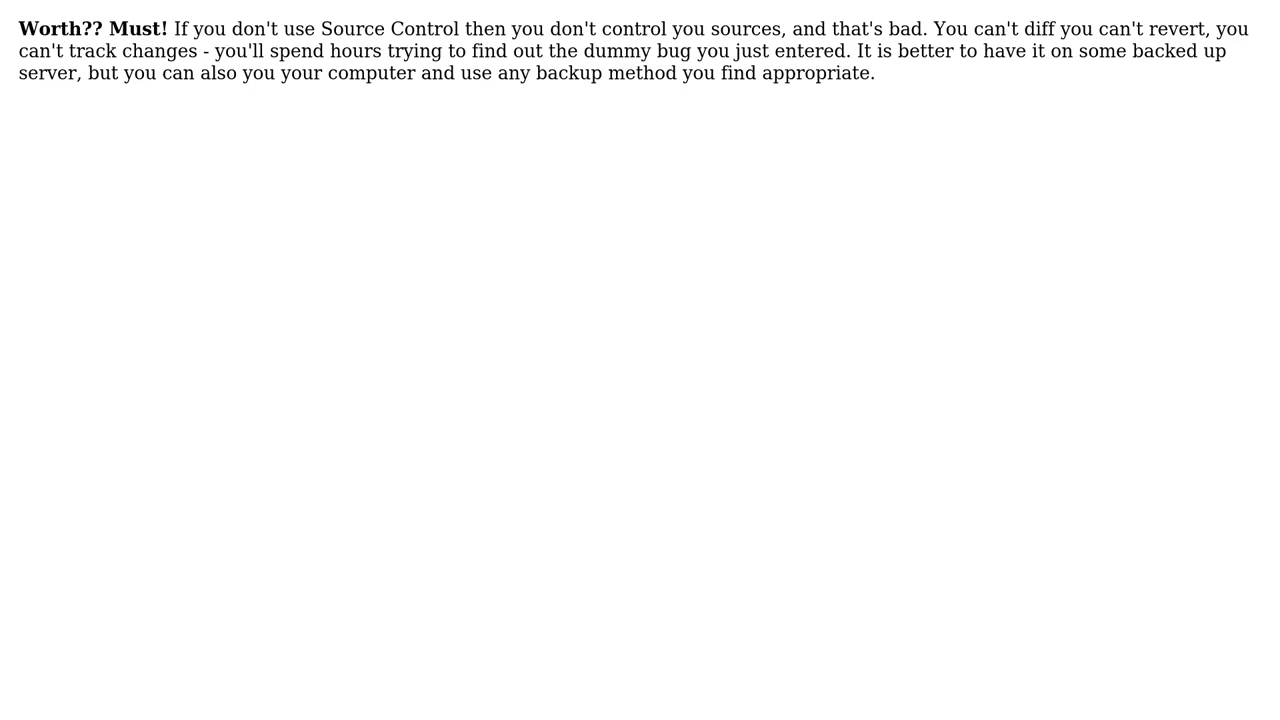 Worth?? Must! If you don't use Source Control then you don't control you sources, and that's bad. You can't diff you can't revert, you
can't track changes - you'll spend hours trying to find out the dummy bug you just entered. It is better to have it on some backed up
server, but you can also you your computer and use any backup method you find appropriate.